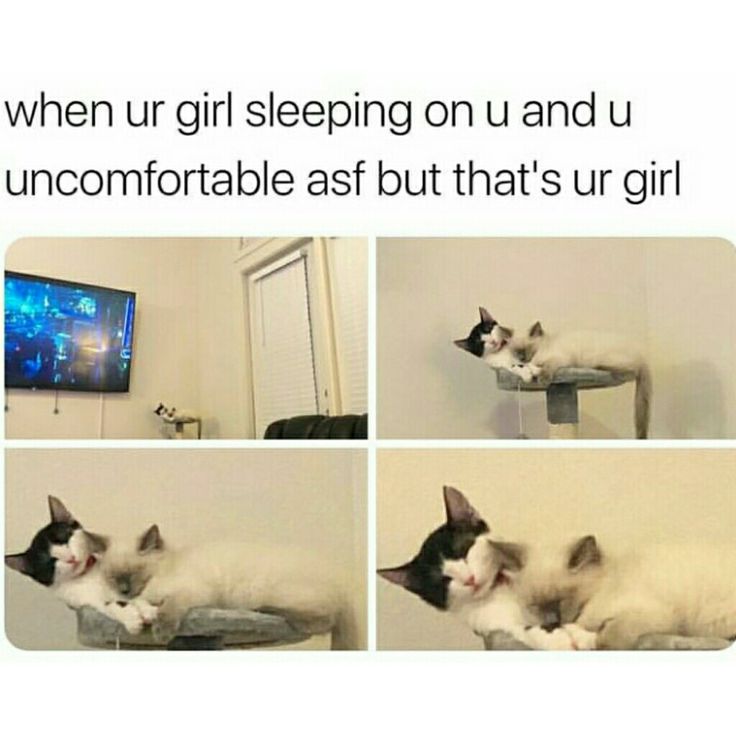 when ur girl sleeping on u and u
uncomfortable asf but that's ur girl